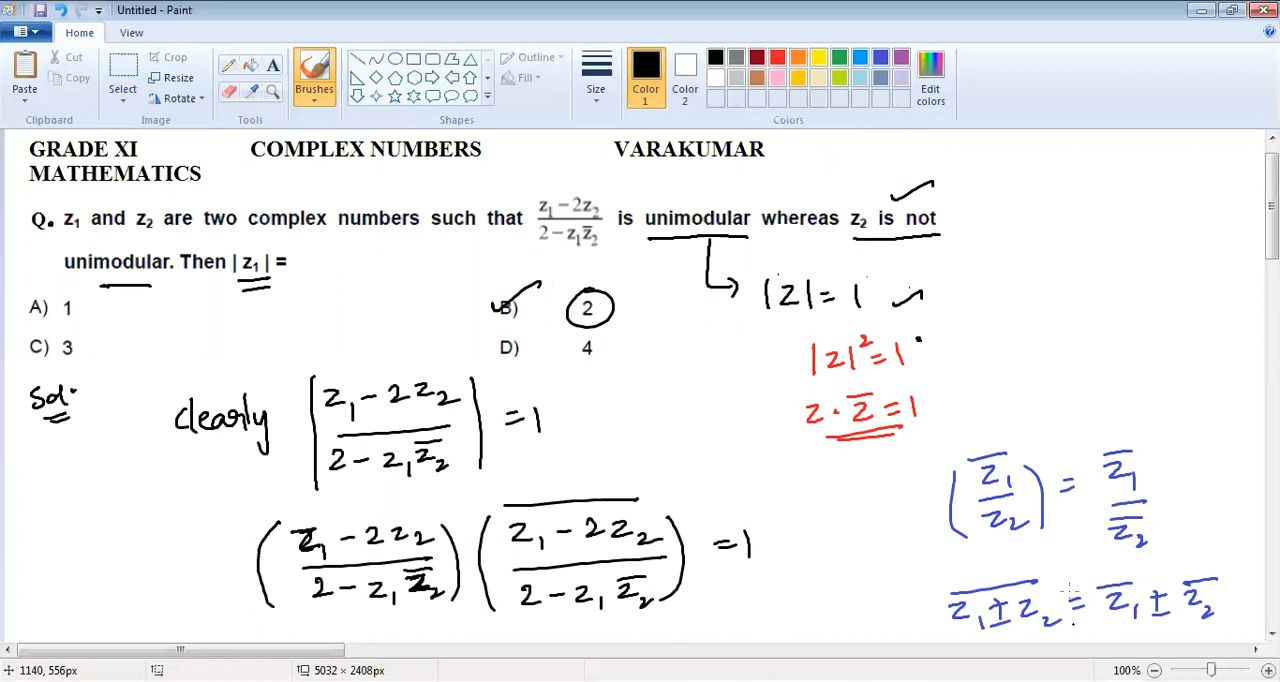 Untitled - Paint
Home View
Paste
Cut
Copy
Clipboard
Select
Crop
Resize
Rotate
Image
Tools
Brushes
Shapes
Outline
Fill
Size
Color 1
Color 2
Edit colors
Colors
GRADE XI COMPLEX NUMBERS VARAKUMAR
MATHEMATICS
Q. z₁ and z₂ are two complex numbers such that (z₁ − 2z₂)/(2 − z₁z̅₂) is unimodular whereas z₂ is not
unimodular. Then | z₁ | =
A) 1 B) 2
C) 3 D) 4
|z| = 1
|z|² = 1
z · z̅ = 1
Sol:
clearly |(z₁ − 2z₂)/(2 − z₁z̅₂)| = 1
((z₁ − 2z₂)/(2 − z₁z̅₂)) (‾(z₁ − 2z₂)/(2 − z₁z̅₂)‾) = 1
‾(z₁/z₂)‾ = z̅₁/z̅₂
‾z₁ ± z₂‾ = z̅₁ ± z̅₂
1140, 556px 5032 × 2408px 100%